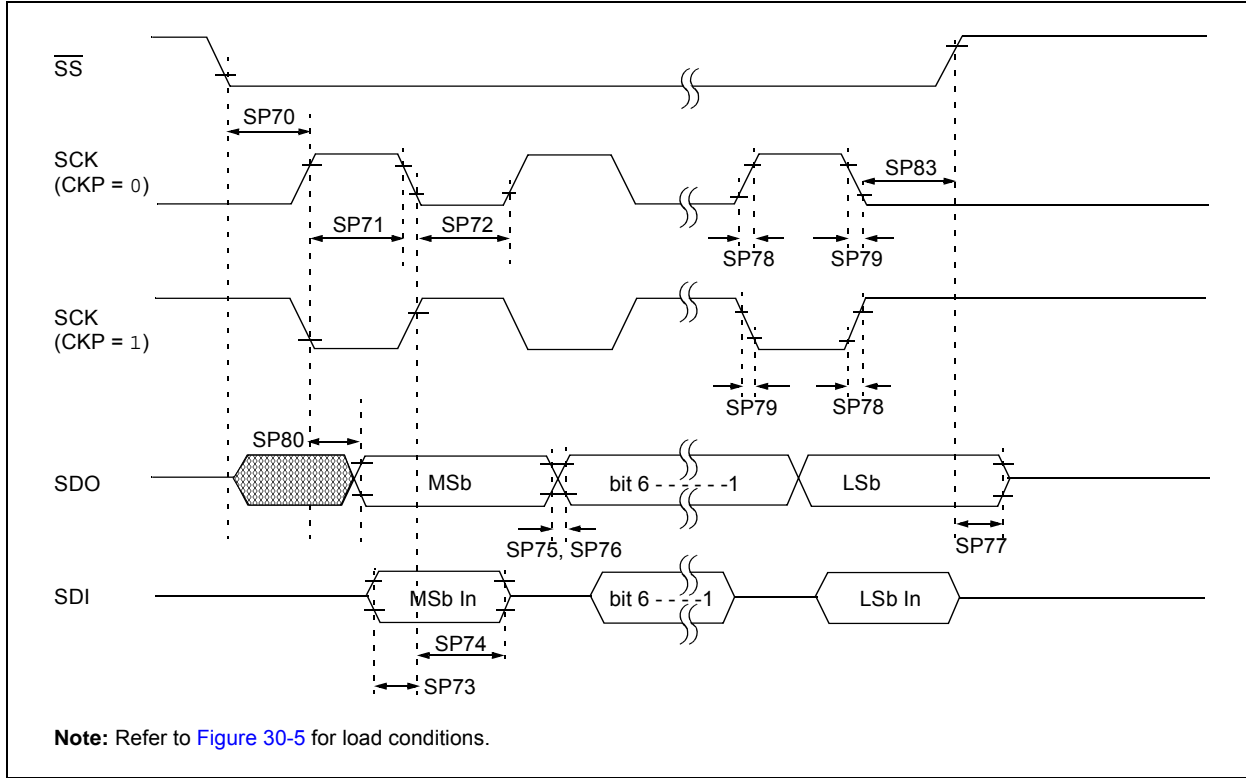 SS
SP70
SCK
(CKP = 0)
SP83
SP71
SP72
SP78
SP79
SCK
(CKP = 1)
SP79
SP78
SP80
SDO
MSb
bit 6 - - - - - -1
LSb
SP75, SP76
SP77
SDI
MSb In
bit 6 - - - -1
LSb In
SP74
SP73
Note: Refer to Figure 30-5 for load conditions.